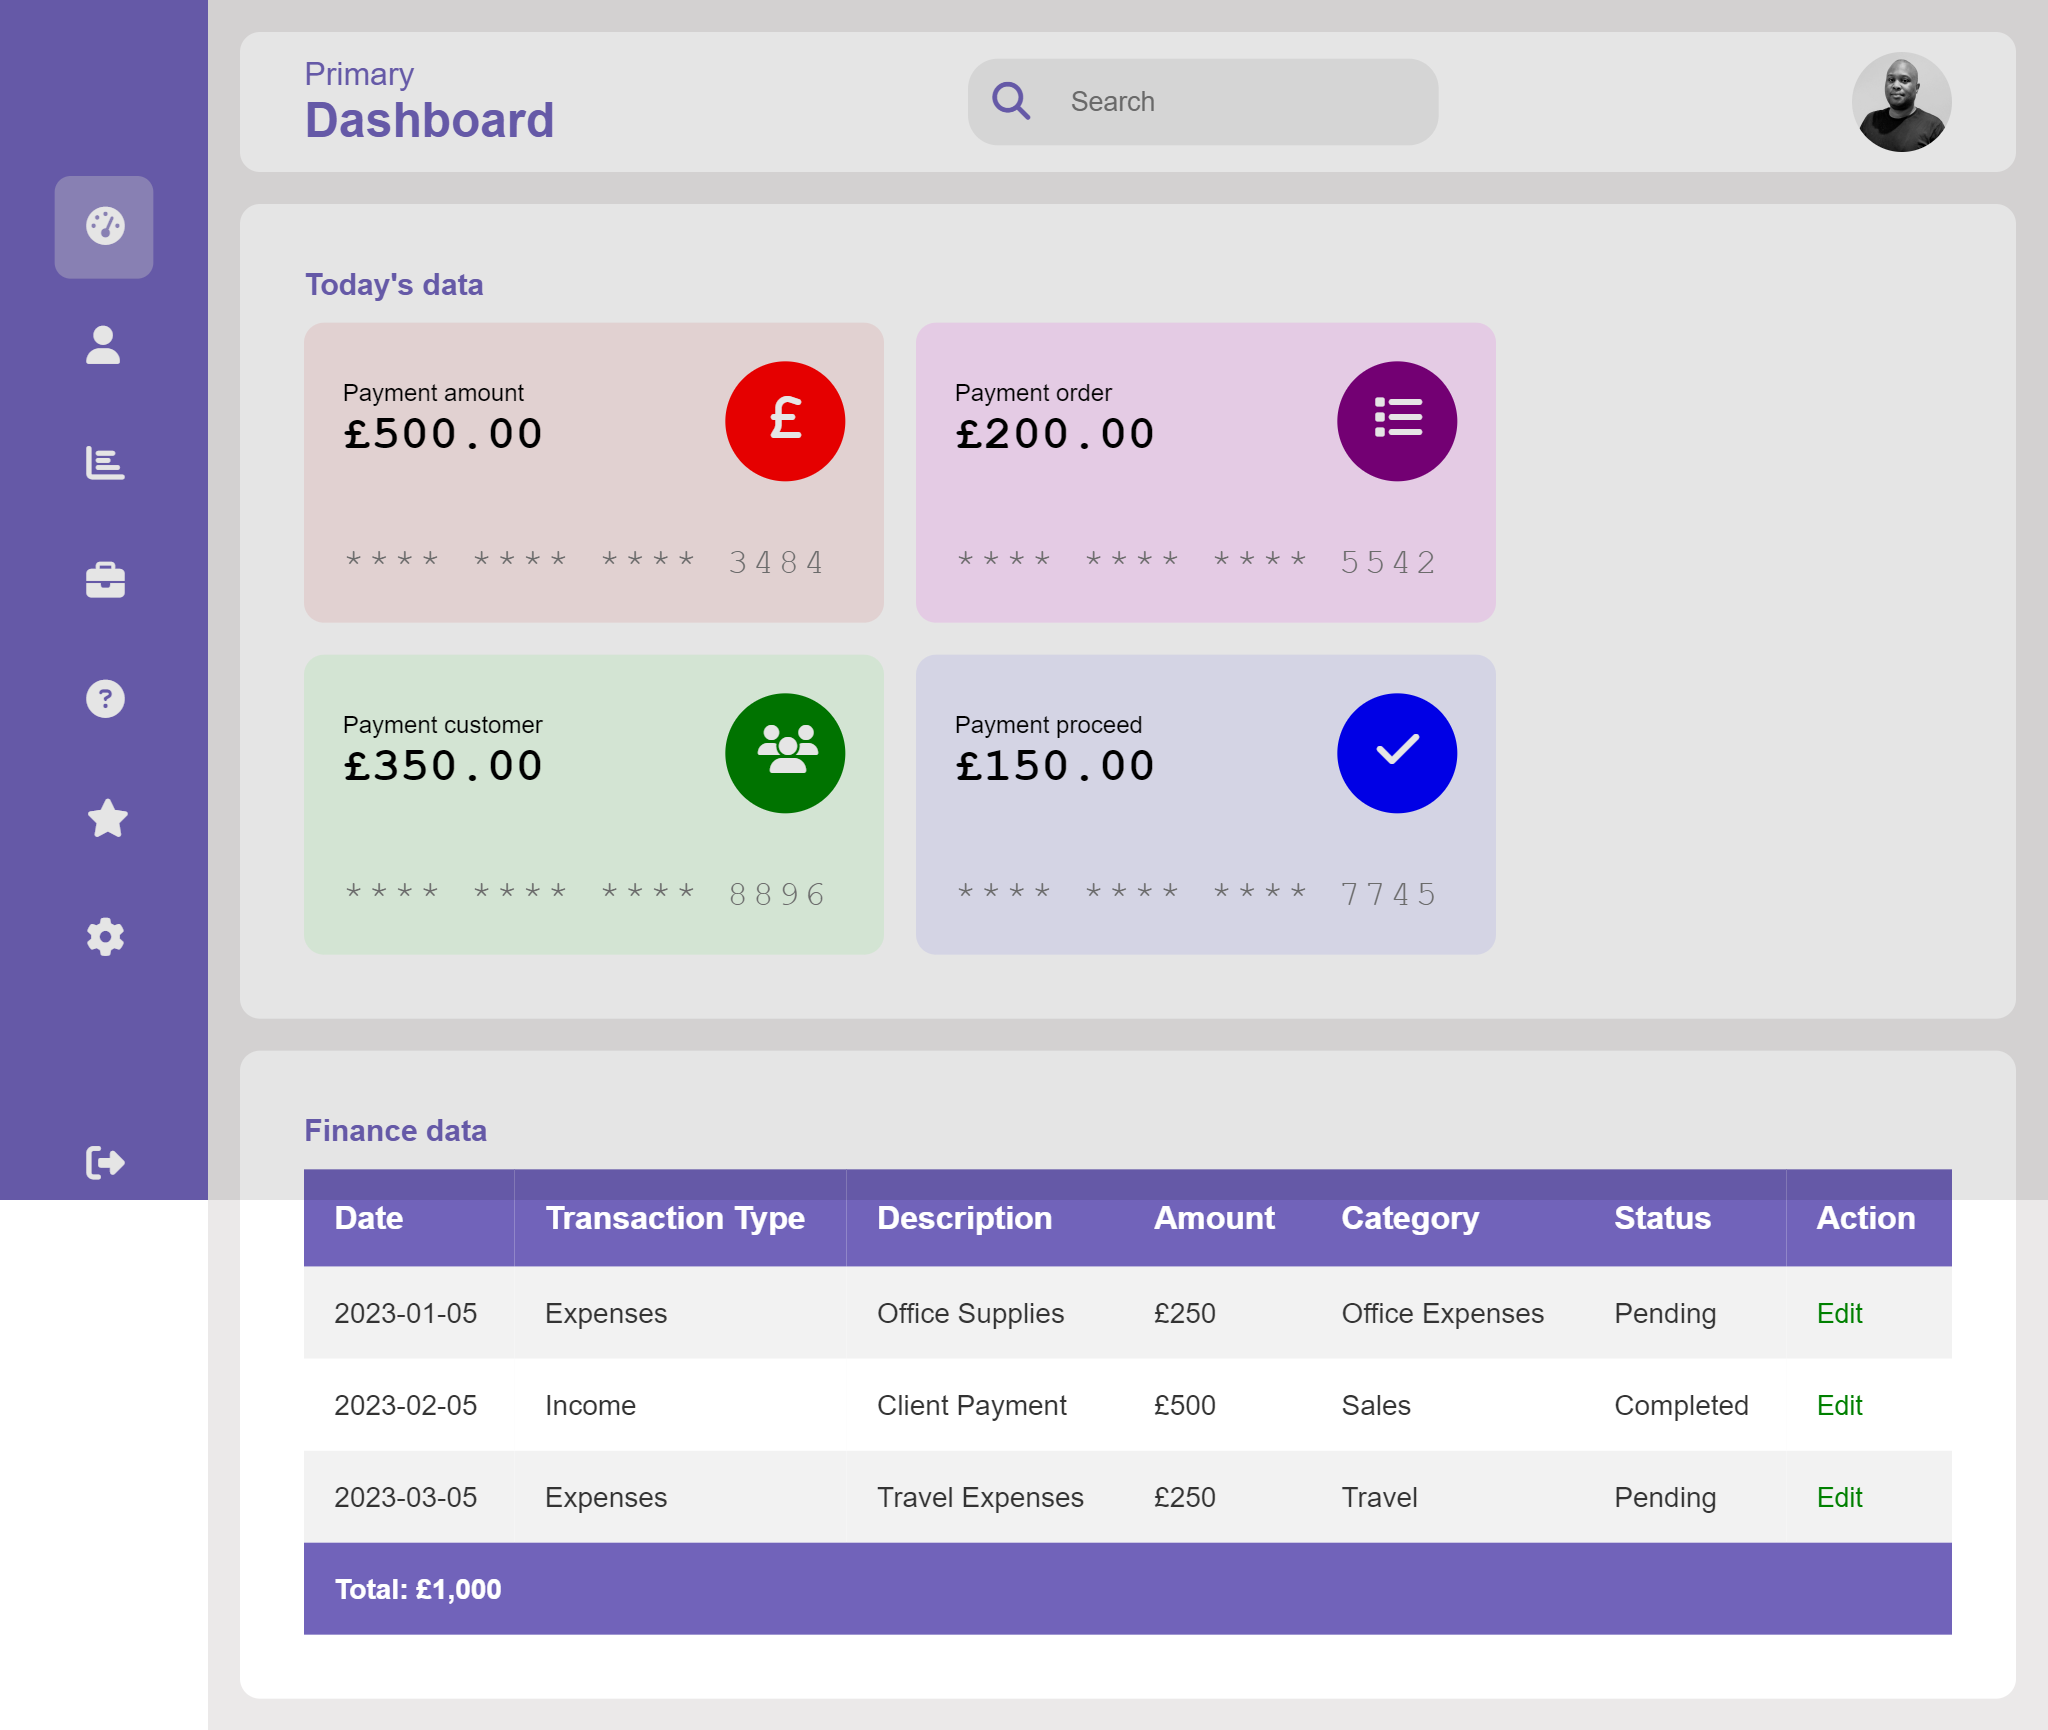 Primary
Dashboard
Search
Today's data
Payment amount
£500.00
**** **** **** 3484
Payment order
£200.00
**** **** **** 5542
Payment customer
£350.00
**** **** **** 8896
Payment proceed
£150.00
**** **** **** 7745
Finance data
Date Transaction Type Description Amount Category Status Action
2023-01-05 Expenses Office Supplies £250 Office Expenses Pending Edit
2023-02-05 Income Client Payment £500 Sales Completed Edit
2023-03-05 Expenses Travel Expenses £250 Travel Pending Edit
Total: £1,000